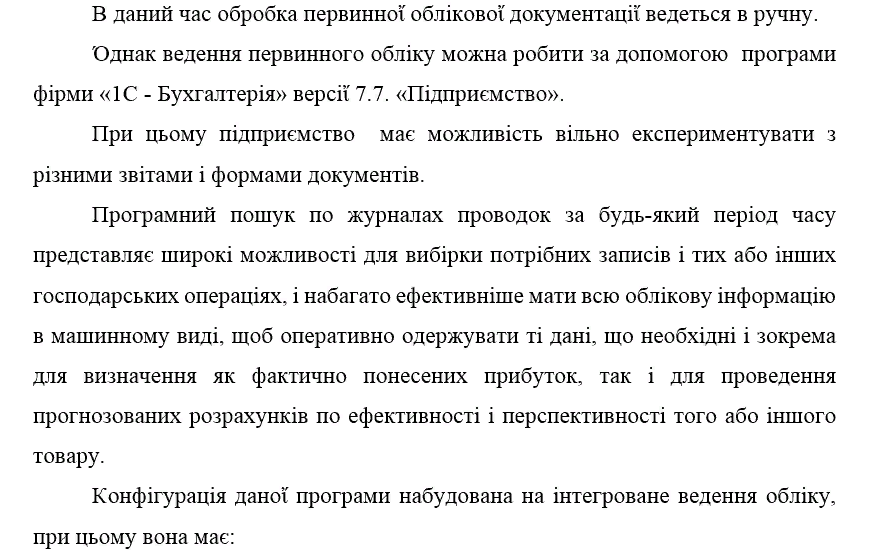 В даний час обробка первинної облікової документації ведеться в ручну.
Однак ведення первинного обліку можна робити за допомогою програми
фірми «1С - Бухгалтерія» версії 7.7. «Підприємство».
При цьому підприємство має можливість вільно експериментувати з
різними звітами і формами документів.
Програмний пошук по журналах проводок за будь-який період часу
представляє широкі можливості для вибірки потрібних записів і тих або інших
господарських операціях, і набагато ефективніше мати всю облікову інформацію
в машинному виді, щоб оперативно одержувати ті дані, що необхідні і зокрема
для визначення як фактично понесених прибуток, так і для проведення
прогнозованих розрахунків по ефективності і перспективності того або іншого
товару.
Конфігурація даної програми набудована на інтегроване ведення обліку,
при цьому вона має: